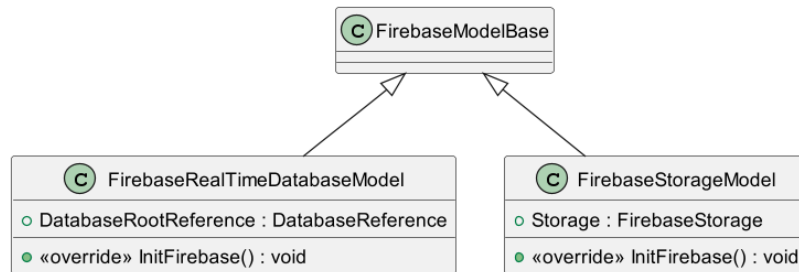 C FirebaseModelBase
C FirebaseRealTimeDatabaseModel
DatabaseRootReference : DatabaseReference
«override» InitFirebase() : void
C FirebaseStorageModel
Storage : FirebaseStorage
«override» InitFirebase() : void